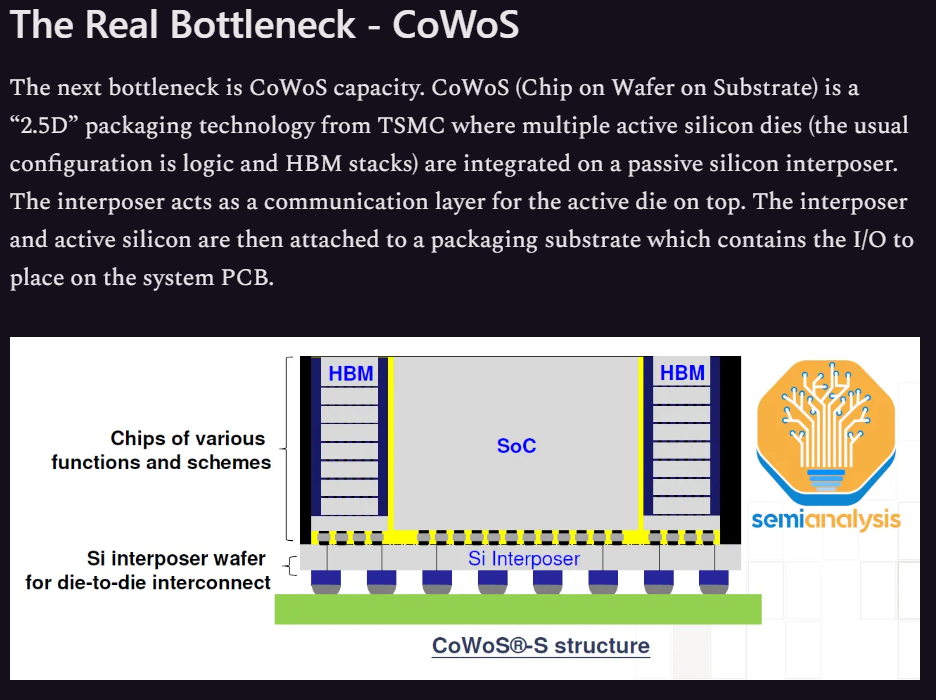 The Real Bottleneck - CoWoS
The next bottleneck is CoWoS capacity. CoWoS (Chip on Wafer on Substrate) is a
“2.5D” packaging technology from TSMC where multiple active silicon dies (the usual
configuration is logic and HBM stacks) are integrated on a passive silicon interposer.
The interposer acts as a communication layer for the active die on top. The interposer
and active silicon are then attached to a packaging substrate which contains the I/O to
place on the system PCB.
HBM
HBM
Chips of various
functions and schemes
SoC
semianalysis
Si interposer wafer
for die-to-die interconnect
Si Interposer
CoWoS®-S structure